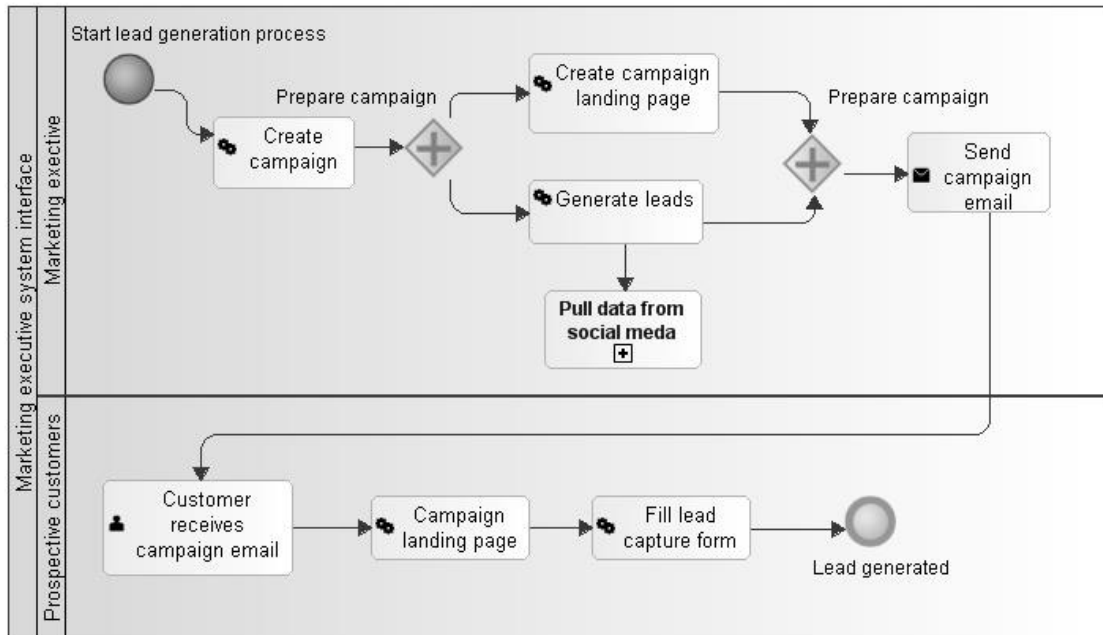 Marketing executive system interface
Marketing exective
Start lead generation process
Create
campaign
Prepare campaign
Create campaign
landing page
Generate leads
Pull data from
social meda
Prepare campaign
Send
campaign
email
Prospective customers
Customer
receives
campaign email
Campaign
landing page
Fill lead
capture form
Lead generated